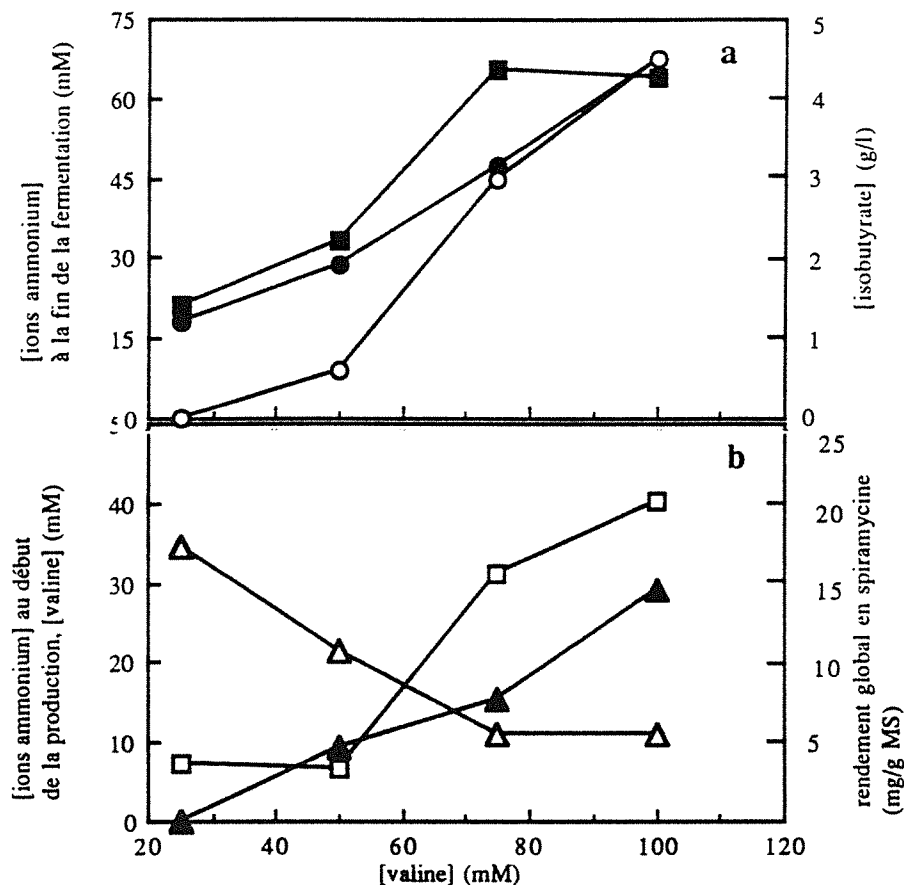 75
60
45
30
15
0
5
4
3
2
1
0
a
[ions ammonium]
à la fin de la fermentation (mM)
[isobutyrate] (g/l)
40
30
20
10
0
25
20
15
10
5
b
[ions ammonium] au début
de la production, [valine] (mM)
rendement global en spiramycine
(mg/g MS)
20 40 60 80 100 120
[valine] (mM)